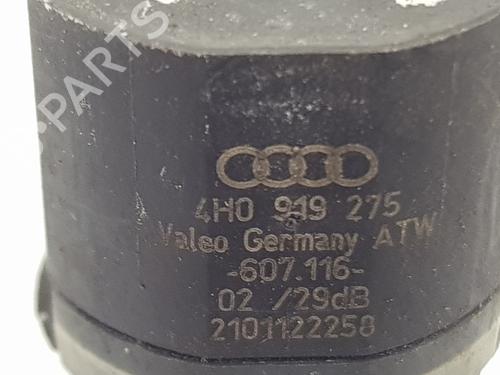 4H0 919 275
Valeo Germany ATW
-607.116-
02 /29dB
2101122258
PARTS